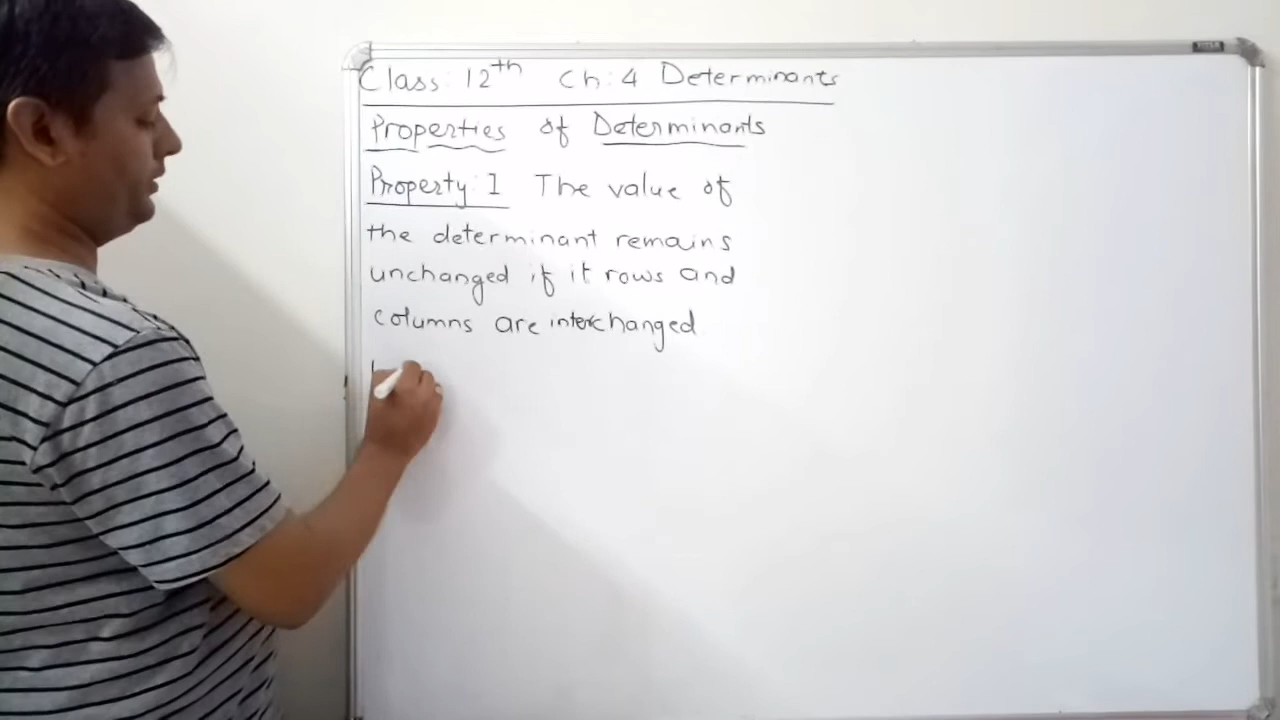 Class: 12th Ch: 4 Determinants
Properties of Determinants
Property: 1 The value of
the determinant remains
unchanged if it rows and
columns are interchanged